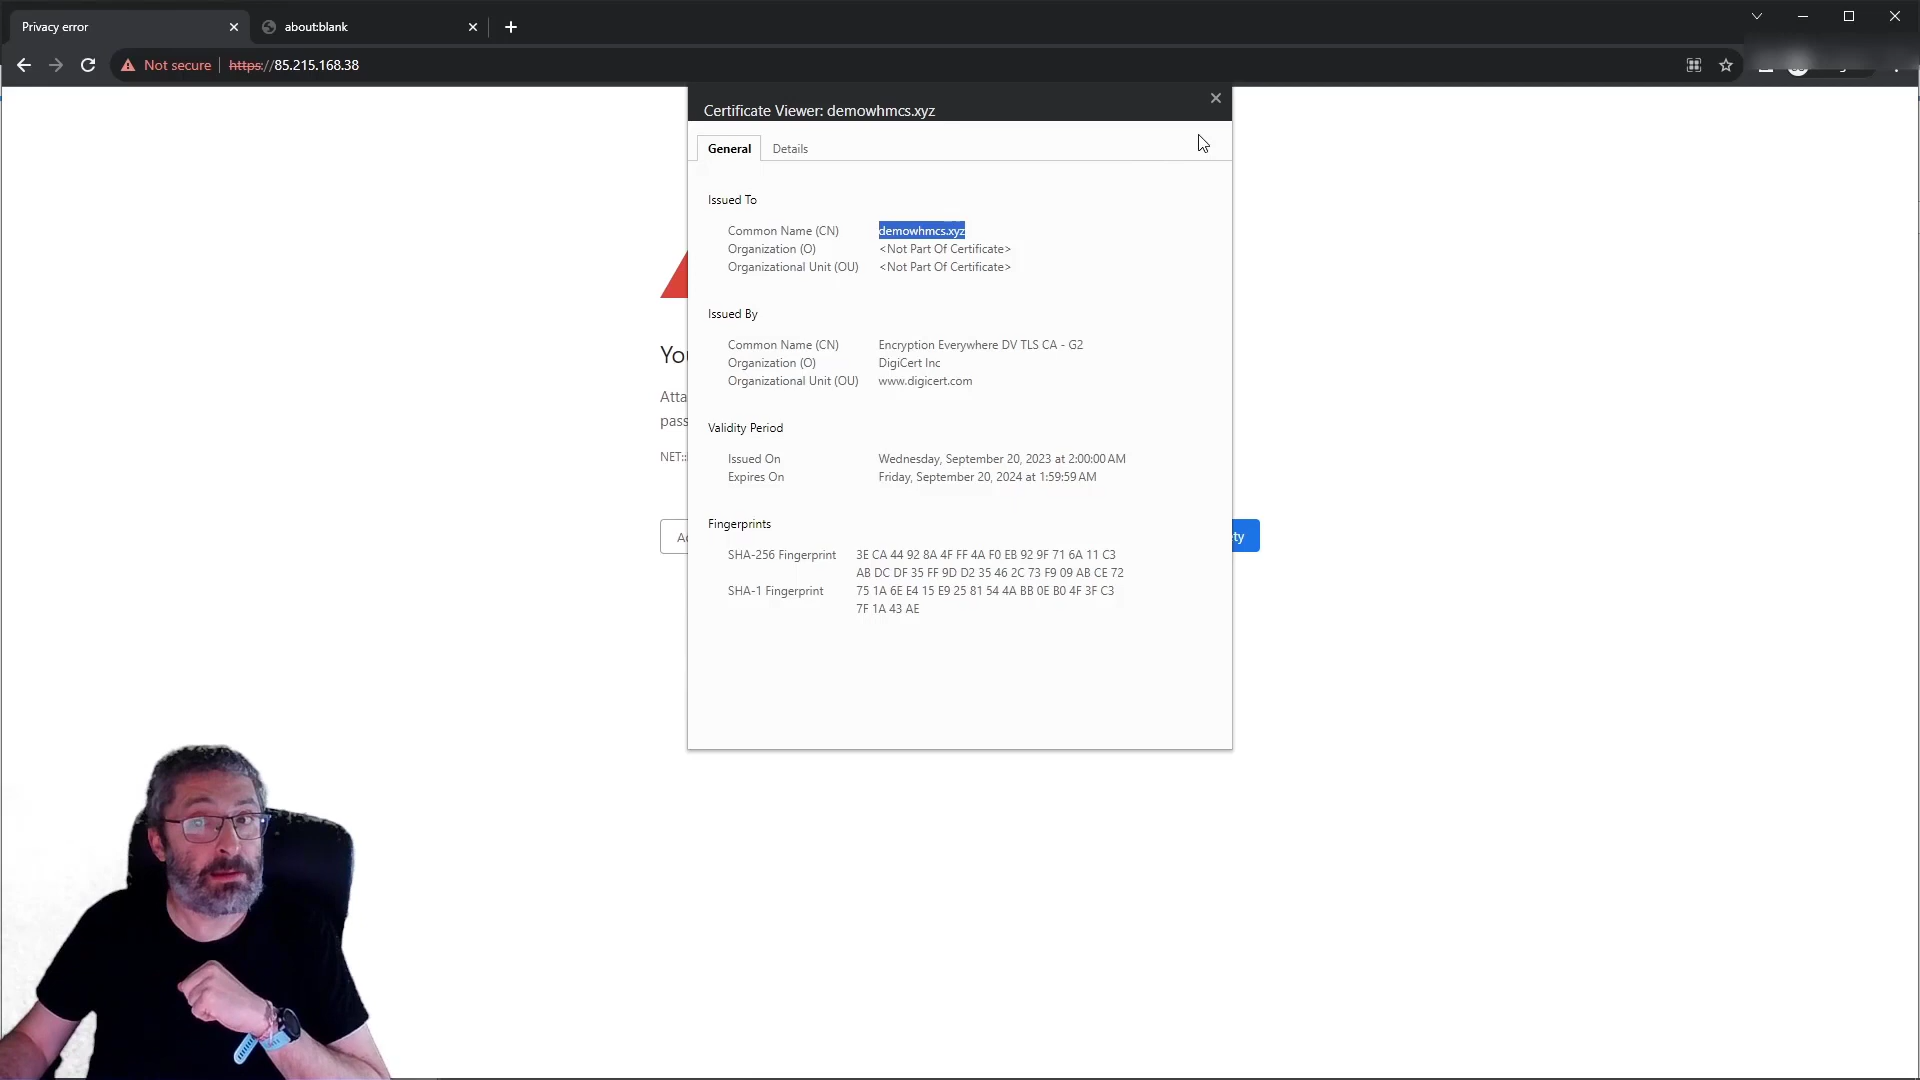 Privacy error
about:blank
Not secure
https://85.215.168.38
Certificate Viewer: demowhmcs.xyz
General
Details
Issued To
Common Name (CN) demowhmcs.xyz
Organization (O) <Not Part Of Certificate>
Organizational Unit (OU) <Not Part Of Certificate>
Issued By
Common Name (CN) Encryption Everywhere DV TLS CA - G2
Organization (O) DigiCert Inc
Organizational Unit (OU) www.digicert.com
Validity Period
Issued On Wednesday, September 20, 2023 at 2:00:00 AM
Expires On Friday, September 20, 2024 at 1:59:59 AM
Fingerprints
SHA-256 Fingerprint 3E CA 44 92 8A 4F FF 4A F0 EB 92 9F 71 6A 11 C3
AB DC DF 35 FF 9D D2 35 46 2C 73 F9 09 AB CE 72
SHA-1 Fingerprint 75 1A 6E E4 15 E9 25 81 54 4A BB 0E B0 4F 3F C3
7F 1A 43 AE
You
Atta
pass
NET::
ty